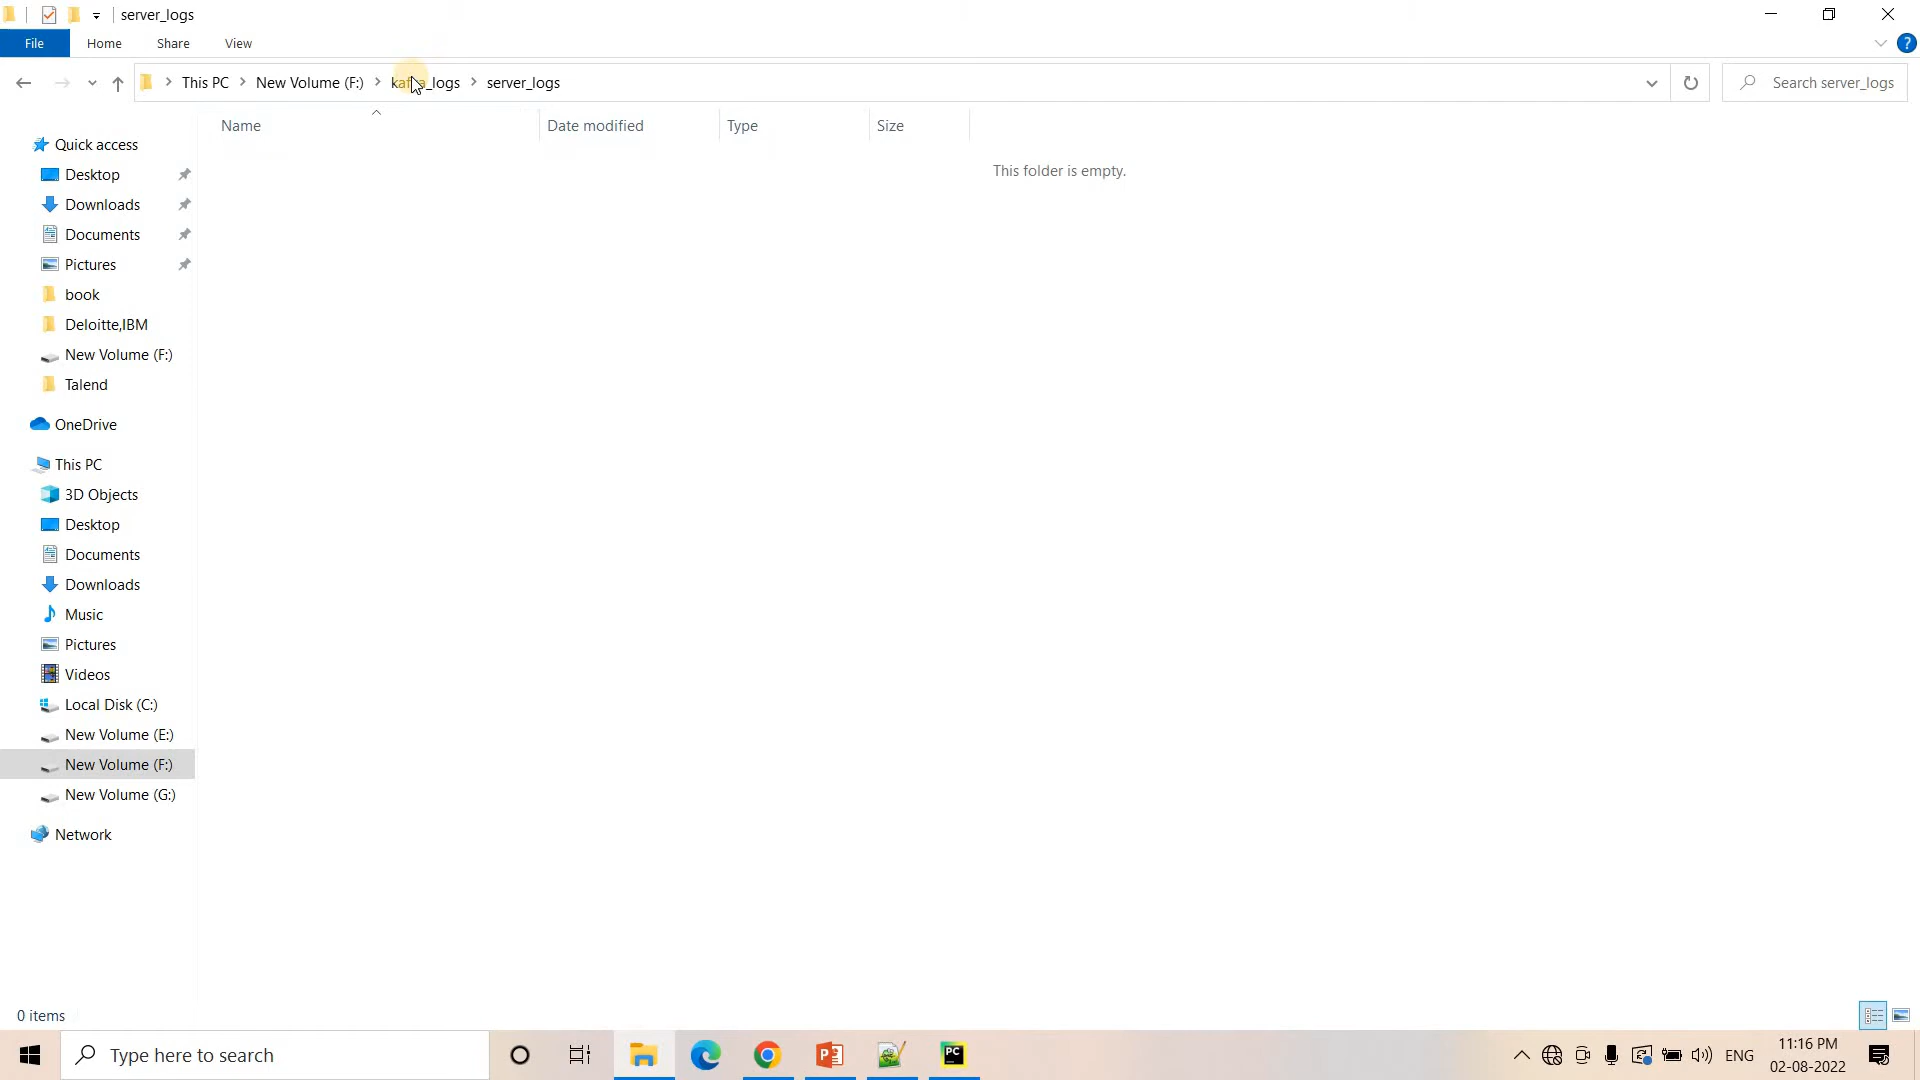 server_logs
File Home Share View
This PC New Volume (F:) kafka_logs server_logs
Search server_logs
Name Date modified Type Size
This folder is empty.
Quick access
Desktop
Downloads
Documents
Pictures
book
Deloitte,IBM
New Volume (F:)
Talend
OneDrive
This PC
3D Objects
Desktop
Documents
Downloads
Music
Pictures
Videos
Local Disk (C:)
New Volume (E:)
New Volume (F:)
New Volume (G:)
Network
0 items
Type here to search
ENG
11:16 PM
02-08-2022